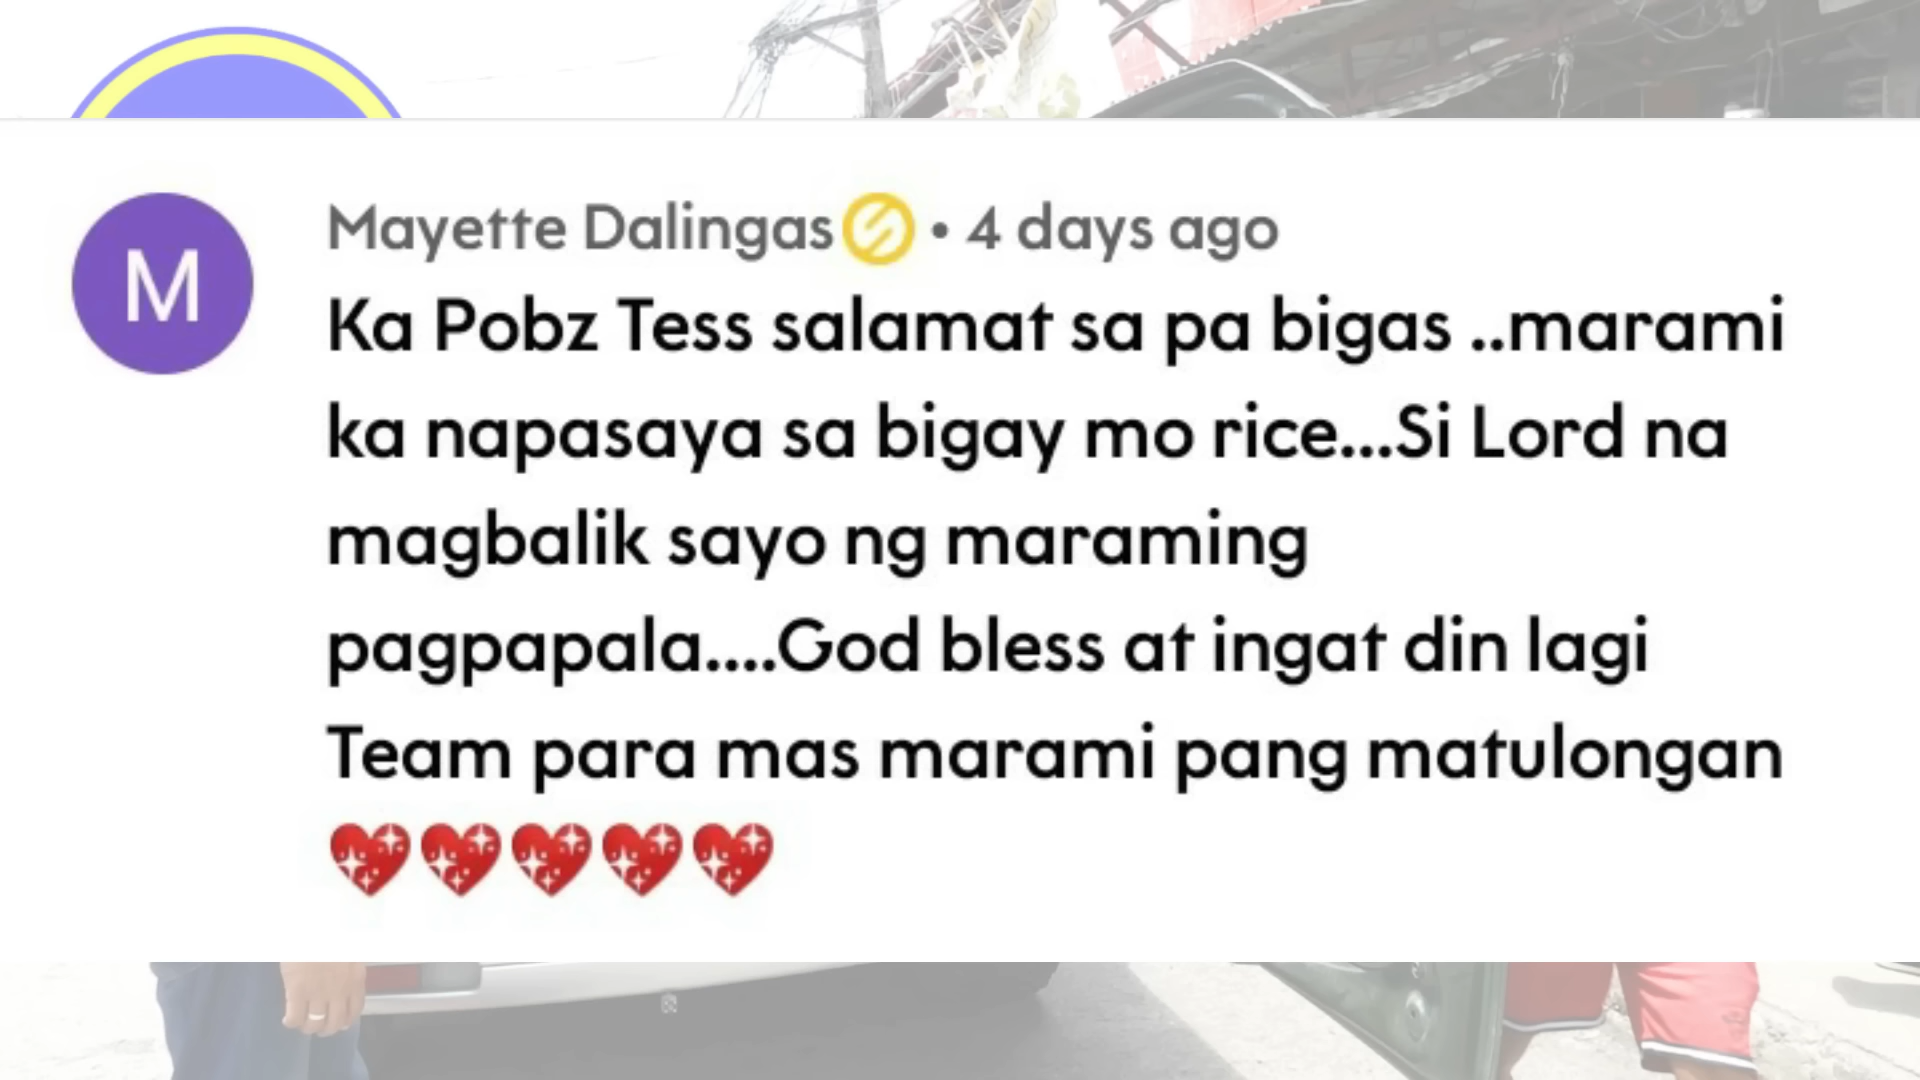 M
Mayette Dalingas • 4 days ago
Ka Pobz Tess salamat sa pa bigas ..marami
ka napasaya sa bigay mo rice...Si Lord na
magbalik sayo ng maraming
pagpapala....God bless at ingat din lagi
Team para mas marami pang matulongan
💖💖💖💖💖